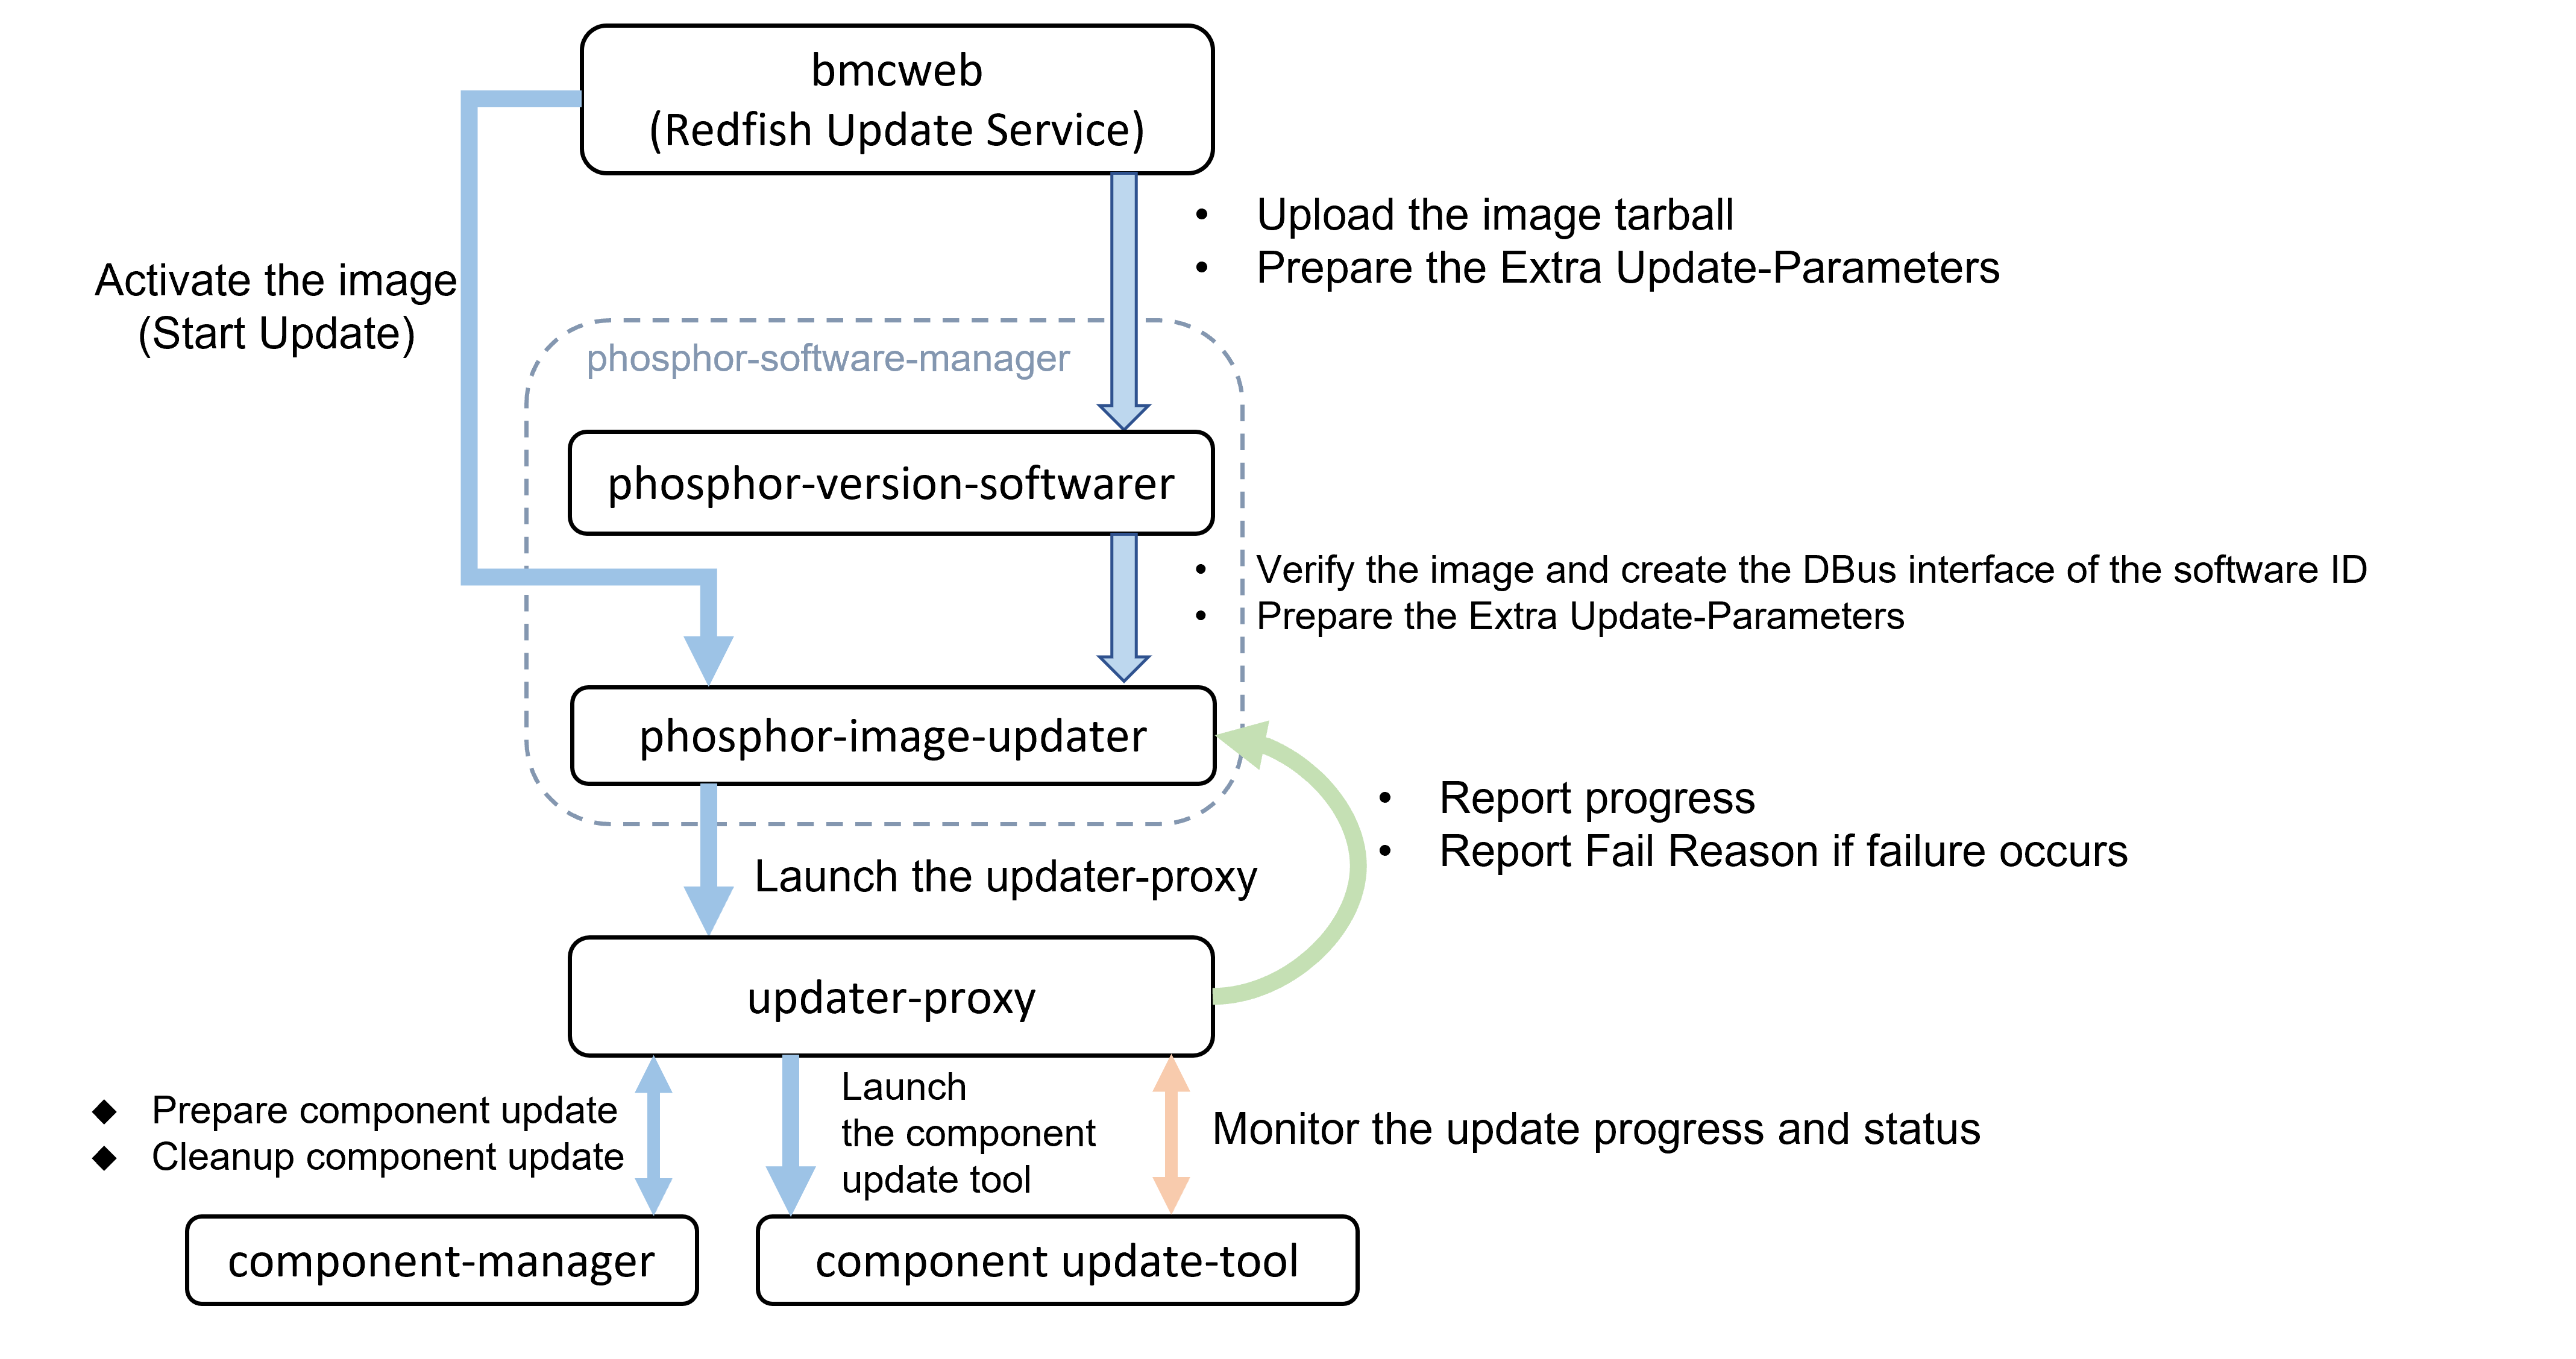 bmcweb
(Redfish Update Service)
• Upload the image tarball
• Prepare the Extra Update-Parameters
Activate the image
(Start Update)
phosphor-software-manager
phosphor-version-softwarer
• Verify the image and create the DBus interface of the software ID
• Prepare the Extra Update-Parameters
phosphor-image-updater
• Report progress
• Report Fail Reason if failure occurs
Launch the updater-proxy
updater-proxy
◆ Prepare component update
◆ Cleanup component update
Launch
the component
update tool
Monitor the update progress and status
component-manager
component update-tool